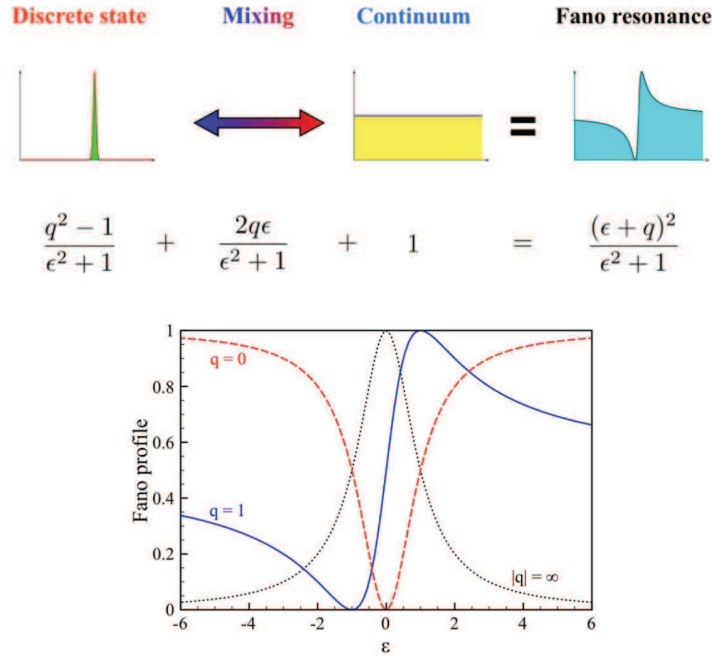 Discrete state Mixing Continuum Fano resonance
=
q² − 1 / ϵ² + 1 + 2qϵ / ϵ² + 1 + 1 = (ϵ + q)² / ϵ² + 1
1
q = 0
0.8
0.6
Fano profile
0.4
q = 1
0.2
|q| = ∞
0
-6 -4 -2 0 2 4 6
ε